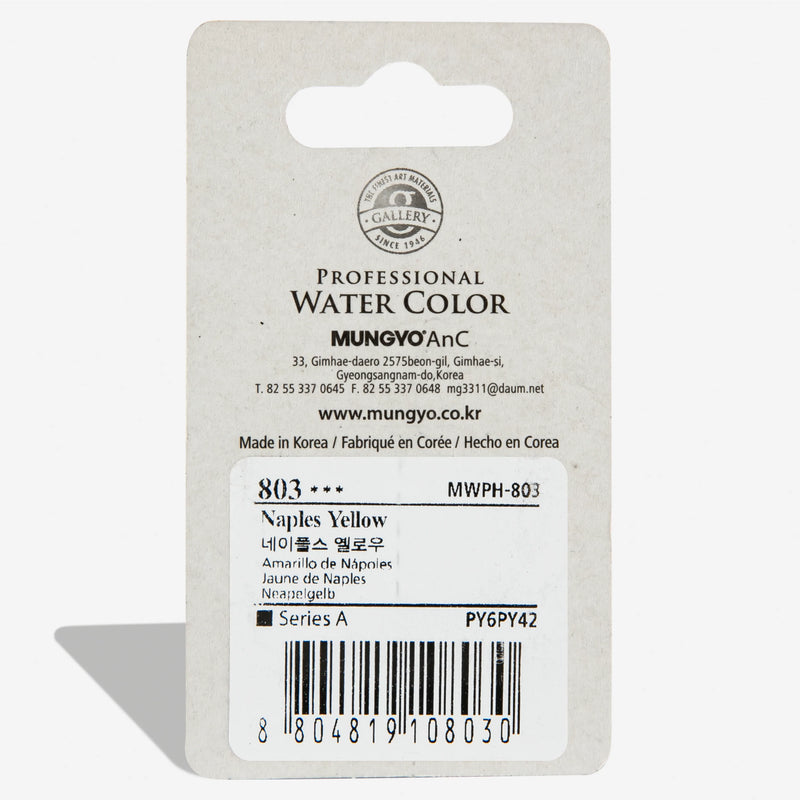 THE FINEST ART MATERIALS
g
GALLERY
SINCE 1946
PROFESSIONAL
WATER COLOR
MUNGYO® AnC
33, Gimhae-daero 2575beon-gil, Gimhae-si,
Gyeongsangnam-do,Korea
T. 82 55 337 0645 F. 82 55 337 0648 mg3311@daum.net
www.mungyo.co.kr
Made in Korea / Fabriqué en Corée / Hecho en Corea
803 *** MWPH-803
Naples Yellow
네이플스 옐로우
Amarillo de Nápoles
Jaune de Naples
Neapelgelb
■ Series A PY6PY42
8 804819 108030